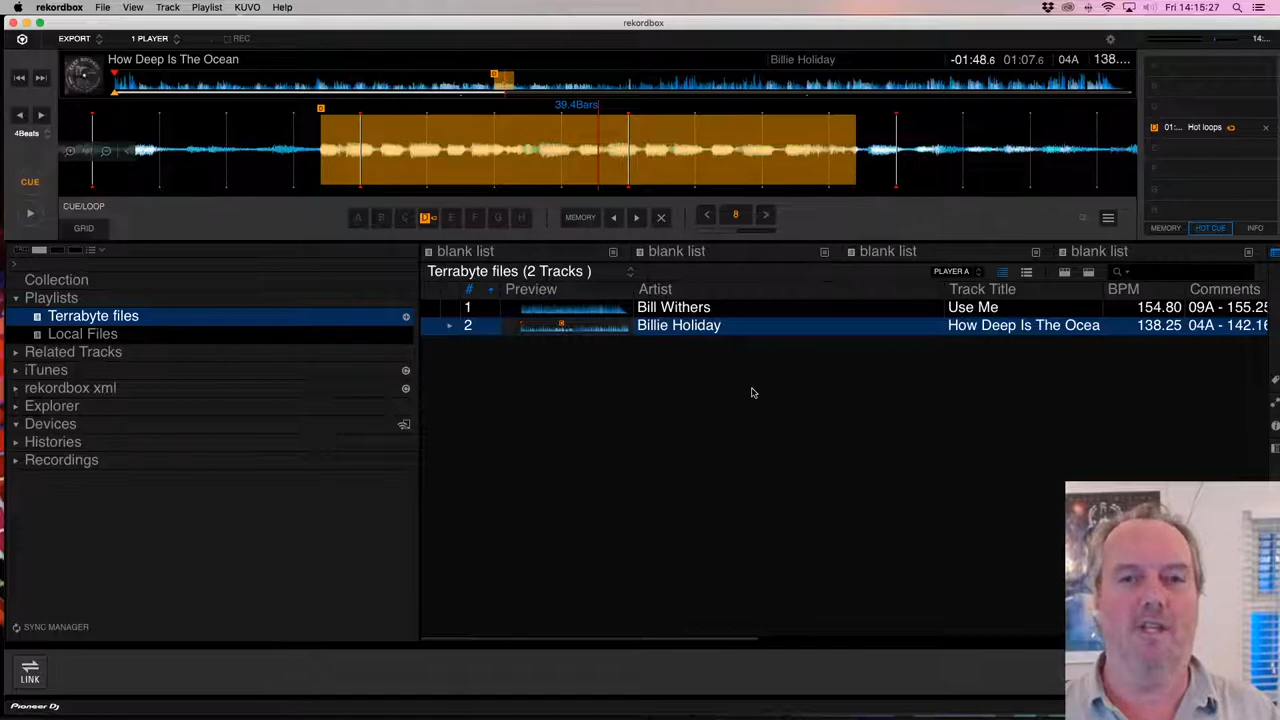 rekordbox File View Track Playlist KUVO Help Fri 14:15:27
rekordbox
EXPORT 1 PLAYER REC 14:...
How Deep Is The Ocean Billie Holiday -01:48.6 01:07.6 04A 138....
39.4Bars
4Beats
CUE
01:... Hot loops
CUE/LOOP
GRID
A B C D E F G H MEMORY 8
MEMORY HOT CUE INFO
blank list blank list blank list blank list
Terrabyte files (2 Tracks ) PLAYER A
# Preview Artist Track Title BPM Comments
1 Bill Withers Use Me 154.80 09A - 155.25
2 Billie Holiday How Deep Is The Ocea 138.25 04A - 142.16
Collection
Playlists
Terrabyte files
Local Files
Related Tracks
iTunes
rekordbox xml
Explorer
Devices
Histories
Recordings
SYNC MANAGER
LINK
Pioneer Dj